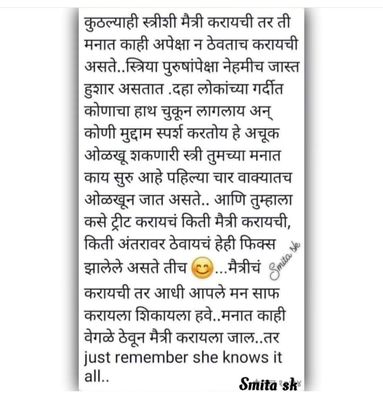 कुठल्याही स्त्रीशी मैत्री करायची तर ती
मनात काही अपेक्षा न ठेवताच करायची
असते..स्त्रिया पुरुषांपेक्षा नेहमीच जास्त
हुशार असतात .दहा लोकांच्या गर्दीत
कोणाचा हाथ चुकून लागलाय अन्
कोणी मुद्दाम स्पर्श करतोय हे अचूक
ओळखू शकणारी स्त्री तुमच्या मनात
काय सुरु आहे पहिल्या चार वाक्यातच
ओळखून जात असते.. आणि तुम्हाला
कसे ट्रीट करायचं किती मैत्री करायची,
किती अंतरावर ठेवायचं हेही फिक्स
झालेले असते तीच 😊...मैत्रीचं
Smita sk
करायची तर आधी आपले मन साफ
करायला शिकायला हवे..मनात काही
वेगळे ठेवून मैत्री करायला जाल..तर
just remember she knows it
all..
Smita sk